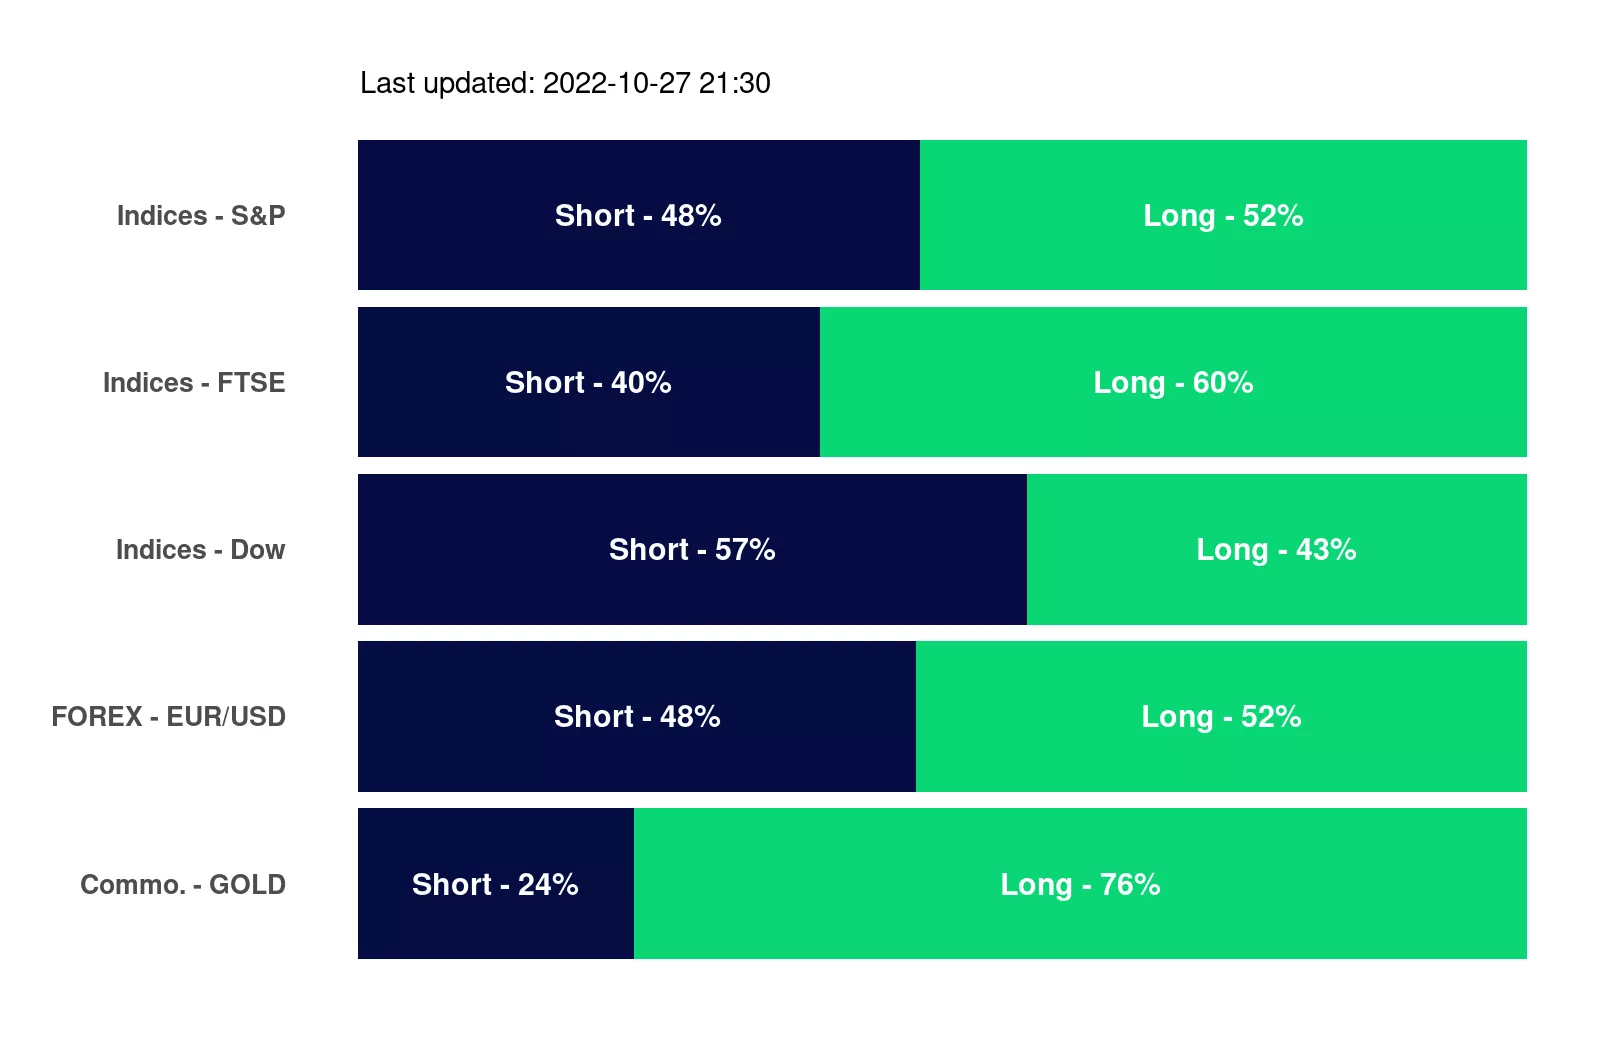 Last updated: 2022-10-27 21:30
Indices - S&P Short - 48% Long - 52%
Indices - FTSE Short - 40% Long - 60%
Indices - Dow Short - 57% Long - 43%
FOREX - EUR/USD Short - 48% Long - 52%
Commo. - GOLD Short - 24% Long - 76%